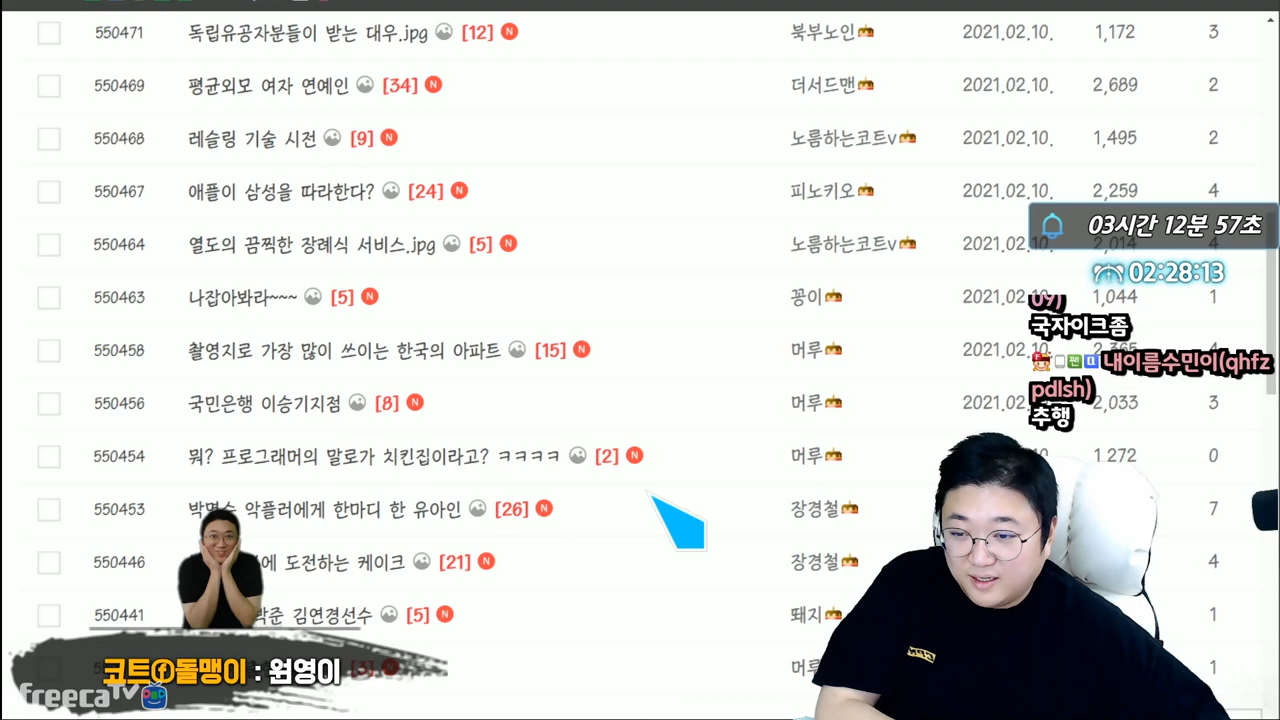 550471 독립유공자분들이 받는 대우.jpg [12] N 북부노인 2021.02.10. 1,172 3
550469 평균외모 여자 연예인 [34] N 더서드맨 2021.02.10. 2,689 2
550468 레슬링 기술 시전 [9] N 노름하는코트v 2021.02.10. 1,495 2
550467 애플이 삼성을 따라한다? [24] N 피노키오 2021.02.10. 2,259 4
03시간 12분 57초
550464 열도의 끔찍한 장례식 서비스.jpg [5] N 노름하는코트v 2,014 4
02:28:13
550463 나잡아봐라~~~ [5] N 꽁이 2021.02.10 1,044 1
국자이크좀
550458 촬영지로 가장 많이 쓰이는 한국의 아파트 [15] N 머루 2021.02.
내이름수민이(qhfz
pdlsh)
550456 국민은행 이승기지점 [8] N 머루 2021.02. 2,033 3
추행
550454 뭐? 프로그래머의 말로가 치킨집이라고? ㅋㅋㅋㅋ [2] N 머루 1,272 0
550453 박명수 악플러에게 한마디 한 유아인 [26] N 장경철 7
550446 에 도전하는 케이크 [21] N 장경철 4
550441 김연경선수 [5] N 돼지 1
머루 1
코트ⓕ돌맹이 : 원영이
freecaTV